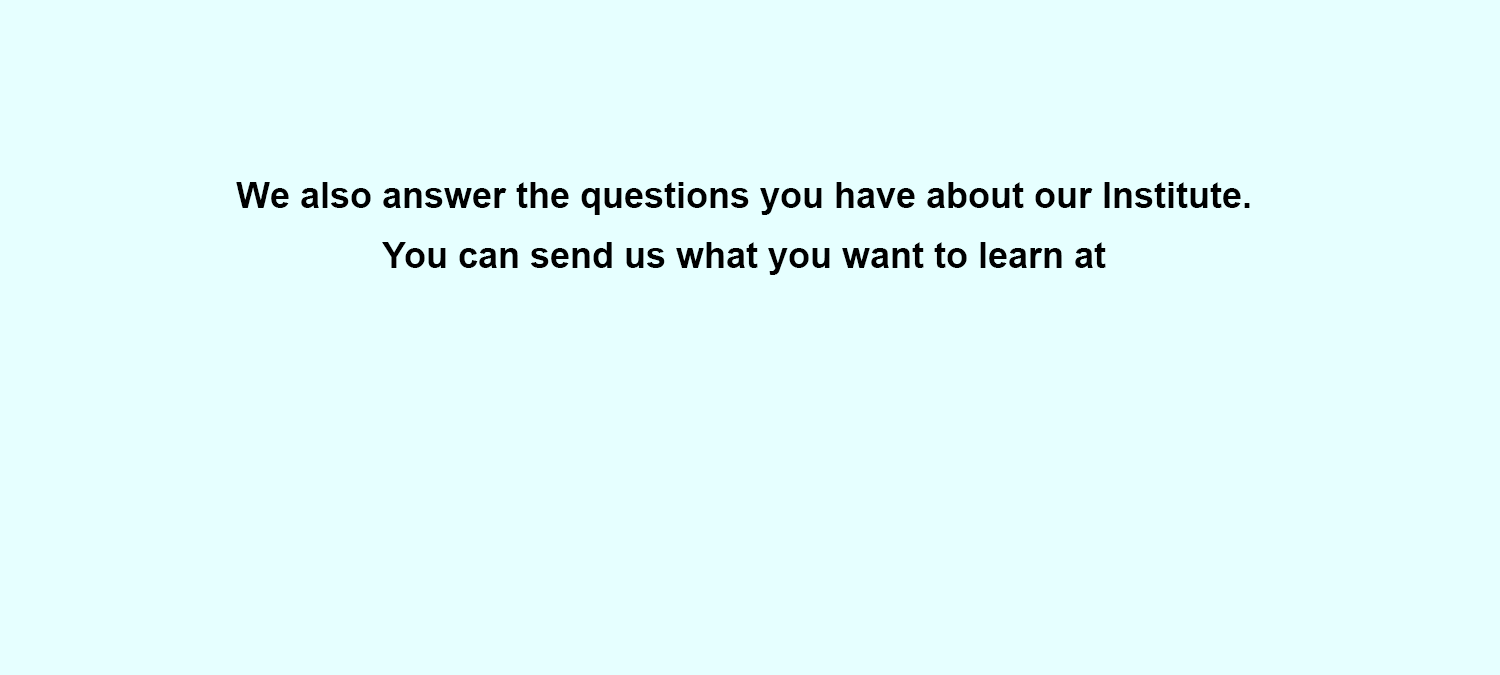 We also answer the questions you have about our Institute.
You can send us what you want to learn at